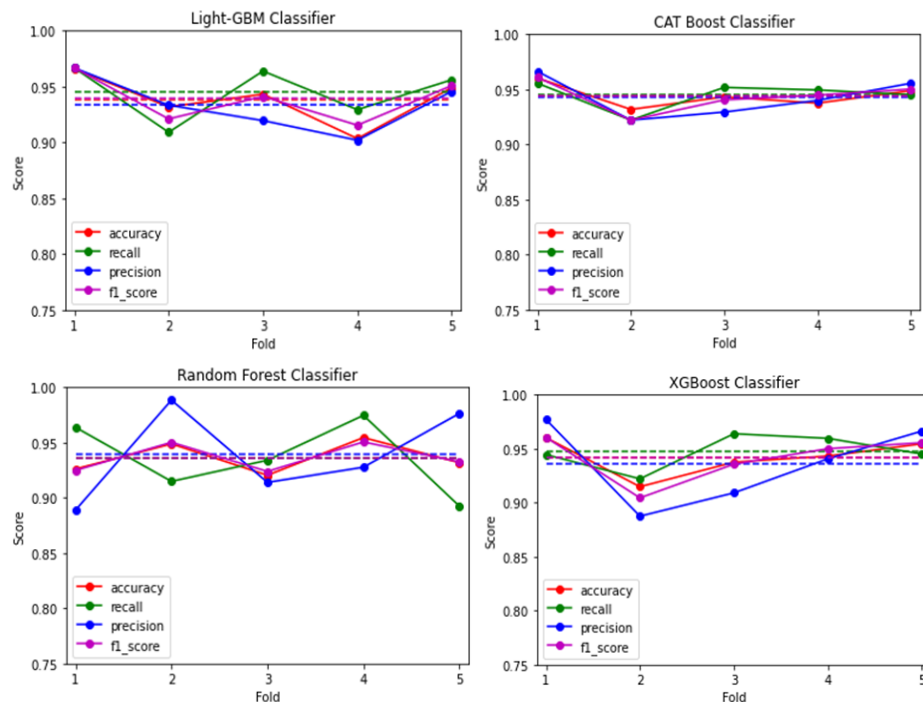 Light-GBM Classifier
1.00
0.95
0.90
0.85
0.80
0.75
Score
accuracy
recall
precision
f1_score
1 2 3 4 5
Fold
CAT Boost Classifier
1.00
0.95
0.90
0.85
0.80
0.75
Score
accuracy
recall
precision
f1_score
1 2 3 4 5
Fold
Random Forest Classifier
1.00
0.95
0.90
0.85
0.80
0.75
Score
accuracy
recall
precision
f1_score
1 2 3 4 5
Fold
XGBoost Classifier
1.00
0.95
0.90
0.85
0.80
0.75
Score
accuracy
recall
precision
f1_score
1 2 3 4 5
Fold